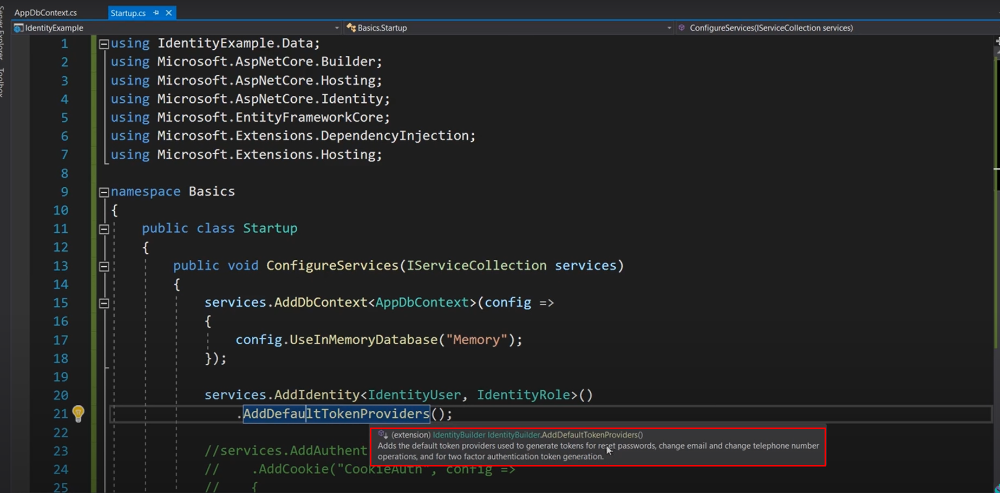 AppDbContext.cs
Startup.cs
Server Explorer
Toolbox
IdentityExample
Basics.Startup
ConfigureServices(IServiceCollection services)
1 using IdentityExample.Data;
2 using Microsoft.AspNetCore.Builder;
3 using Microsoft.AspNetCore.Hosting;
4 using Microsoft.AspNetCore.Identity;
5 using Microsoft.EntityFrameworkCore;
6 using Microsoft.Extensions.DependencyInjection;
7 using Microsoft.Extensions.Hosting;
8
9 namespace Basics
10 {
11 public class Startup
12 {
13 public void ConfigureServices(IServiceCollection services)
14 {
15 services.AddDbContext<AppDbContext>(config =>
16 {
17 config.UseInMemoryDatabase("Memory");
18 });
19
20 services.AddIdentity<IdentityUser, IdentityRole>()
21 .AddDefaultTokenProviders();
22
(extension) IdentityBuilder IdentityBuilder.AddDefaultTokenProviders()
Adds the default token providers used to generate tokens for reset passwords, change email and change telephone number
operations, and for two factor authentication token generation.
23 //services.AddAuthent
24 // .AddCookie("CookieAuth", config =>
25 // {